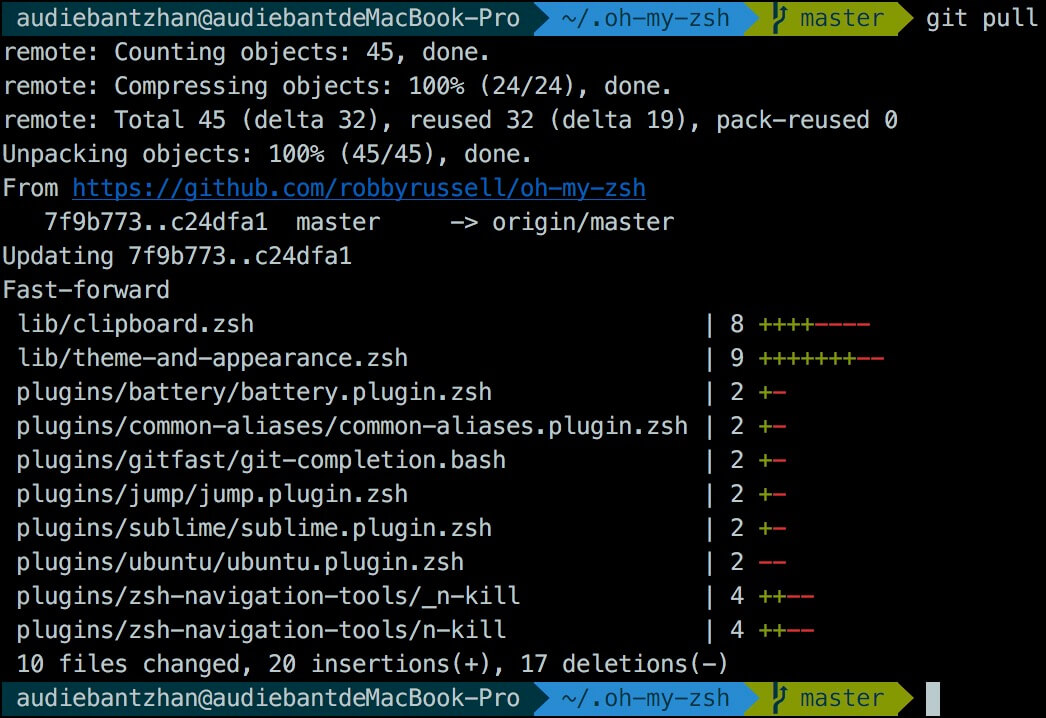 audiebantzhan@audiebantdeMacBook-Pro ~/.oh-my-zsh master git pull
remote: Counting objects: 45, done.
remote: Compressing objects: 100% (24/24), done.
remote: Total 45 (delta 32), reused 32 (delta 19), pack-reused 0
Unpacking objects: 100% (45/45), done.
From https://github.com/robbyrussell/oh-my-zsh
   7f9b773..c24dfa1  master     -> origin/master
Updating 7f9b773..c24dfa1
Fast-forward
 lib/clipboard.zsh                                 | 8 ++++----
 lib/theme-and-appearance.zsh                      | 9 +++++++--
 plugins/battery/battery.plugin.zsh                | 2 +-
 plugins/common-aliases/common-aliases.plugin.zsh | 2 +-
 plugins/gitfast/git-completion.bash               | 2 +-
 plugins/jump/jump.plugin.zsh                      | 2 +-
 plugins/sublime/sublime.plugin.zsh                | 2 +-
 plugins/ubuntu/ubuntu.plugin.zsh                  | 2 --
 plugins/zsh-navigation-tools/_n-kill              | 4 ++--
 plugins/zsh-navigation-tools/n-kill               | 4 ++--
 10 files changed, 20 insertions(+), 17 deletions(-)
audiebantzhan@audiebantdeMacBook-Pro ~/.oh-my-zsh master